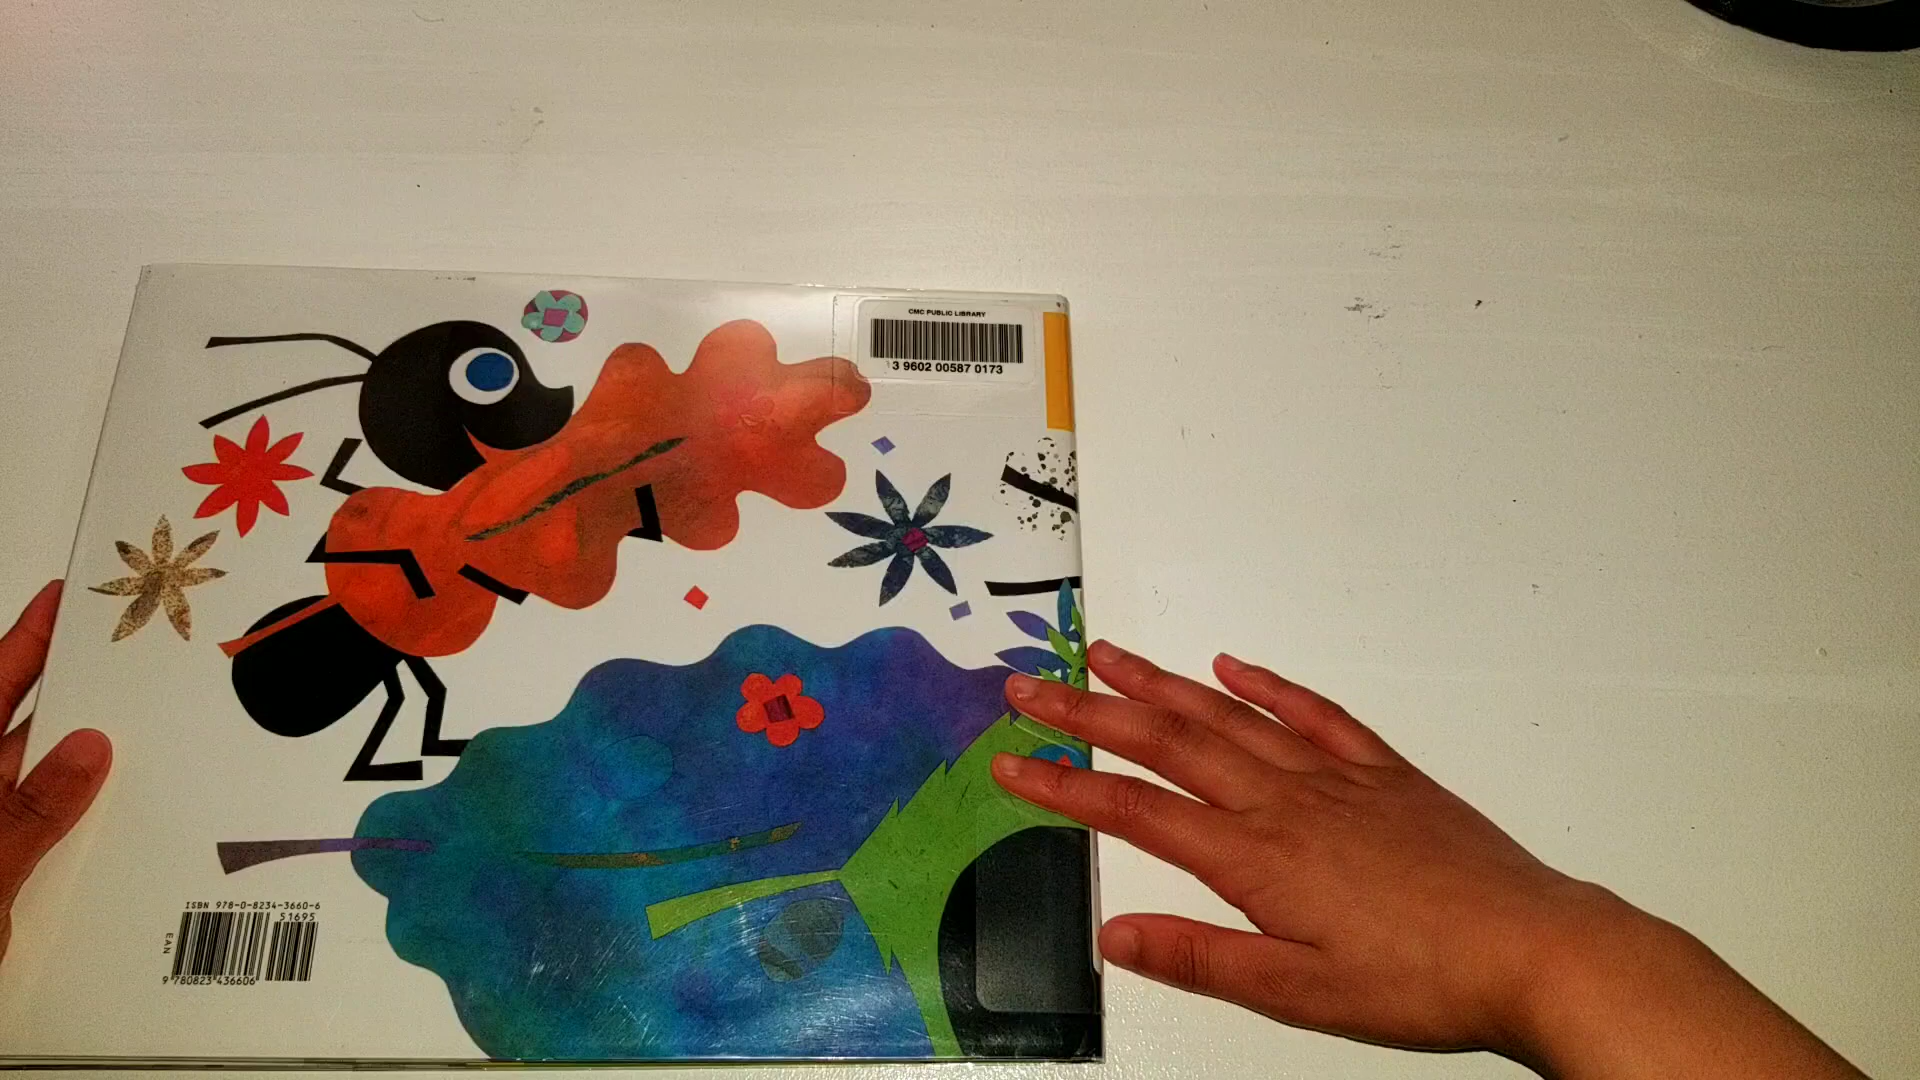 CMC PUBLIC LIBRARY
3 9602 00587 0173
ISBN 978-0-8234-3660-6
51695
EAN
9 780823 436606